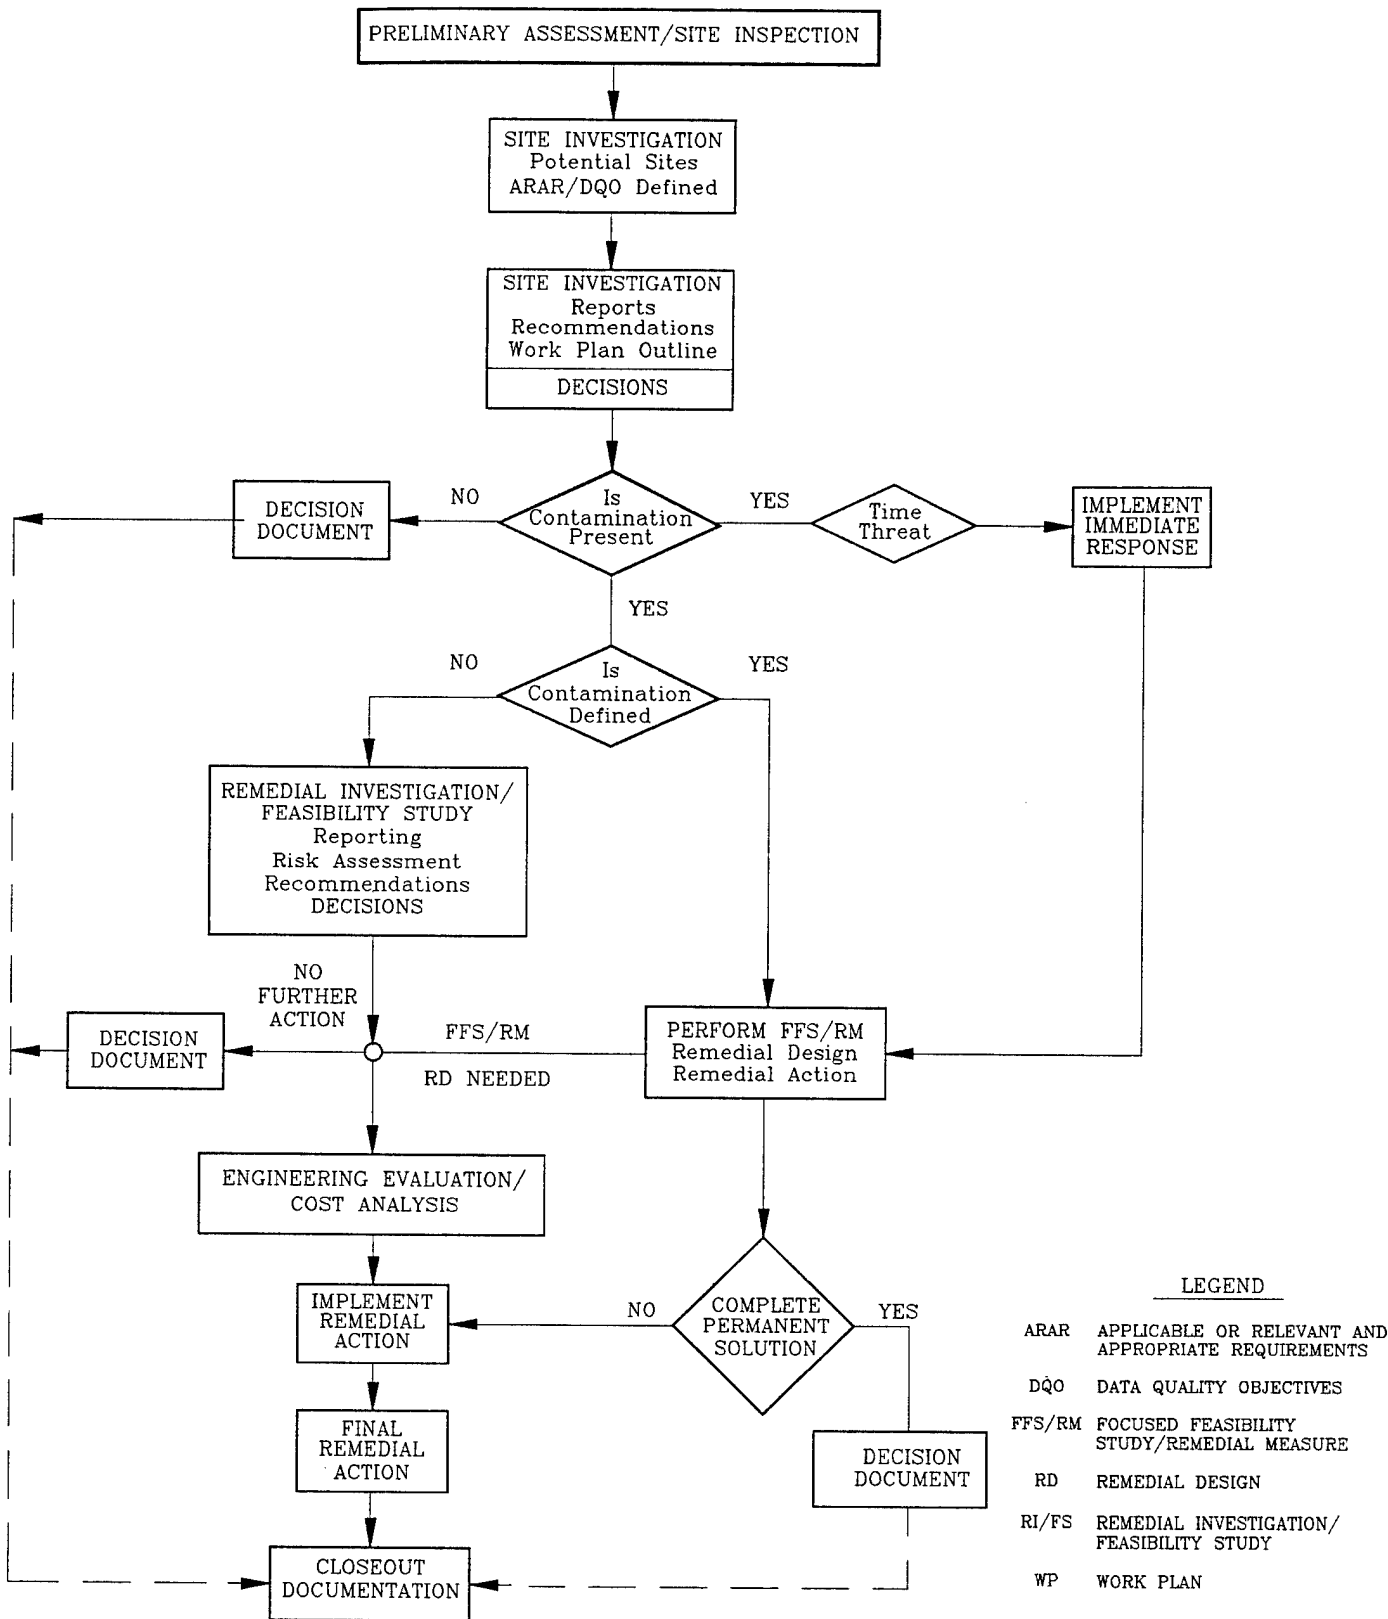 PRELIMINARY ASSESSMENT/SITE INSPECTION
SITE INVESTIGATION
Potential Sites
ARAR/DQO Defined
SITE INVESTIGATION
Reports
Recommendations
Work Plan Outline
DECISIONS
DECISION
DOCUMENT
NO
Is
Contamination
Present
YES
Time
Threat
IMPLEMENT
IMMEDIATE
RESPONSE
YES
NO
Is
Contamination
Defined
YES
REMEDIAL INVESTIGATION/
FEASIBILITY STUDY
Reporting
Risk Assessment
Recommendations
DECISIONS
NO
FURTHER
ACTION
DECISION
DOCUMENT
FFS/RM
RD NEEDED
PERFORM FFS/RM
Remedial Design
Remedial Action
ENGINEERING EVALUATION/
COST ANALYSIS
IMPLEMENT
REMEDIAL
ACTION
NO
COMPLETE
PERMANENT
SOLUTION
YES
FINAL
REMEDIAL
ACTION
DECISION
DOCUMENT
CLOSEOUT
DOCUMENTATION
LEGEND
ARAR APPLICABLE OR RELEVANT AND
APPROPRIATE REQUIREMENTS
DQO DATA QUALITY OBJECTIVES
FFS/RM FOCUSED FEASIBILITY
STUDY/REMEDIAL MEASURE
RD REMEDIAL DESIGN
RI/FS REMEDIAL INVESTIGATION/
FEASIBILITY STUDY
WP WORK PLAN